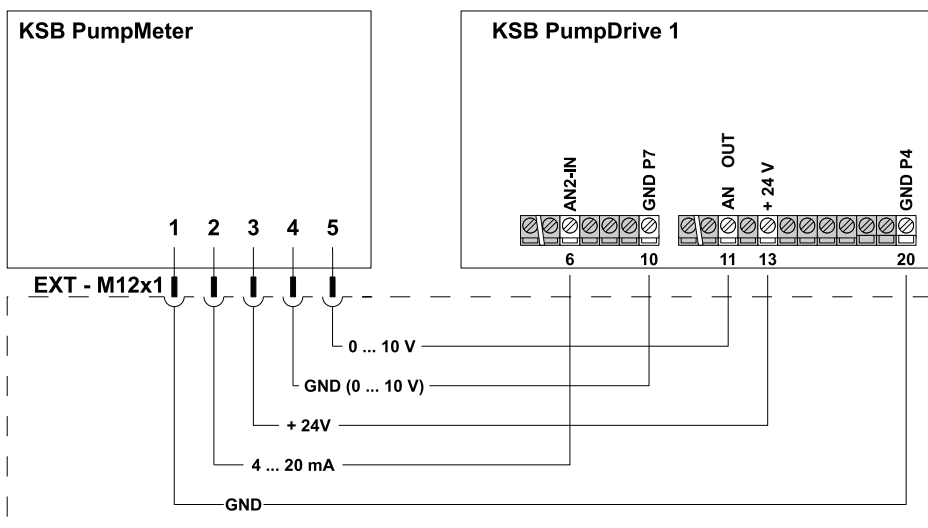 KSB PumpMeter
KSB PumpDrive 1
AN2-IN
GND P7
AN OUT
+ 24 V
GND P4
1 2 3 4 5
6 10 11 13 20
EXT - M12x1
0 ... 10 V
GND (0 ... 10 V)
+ 24V
4 ... 20 mA
GND